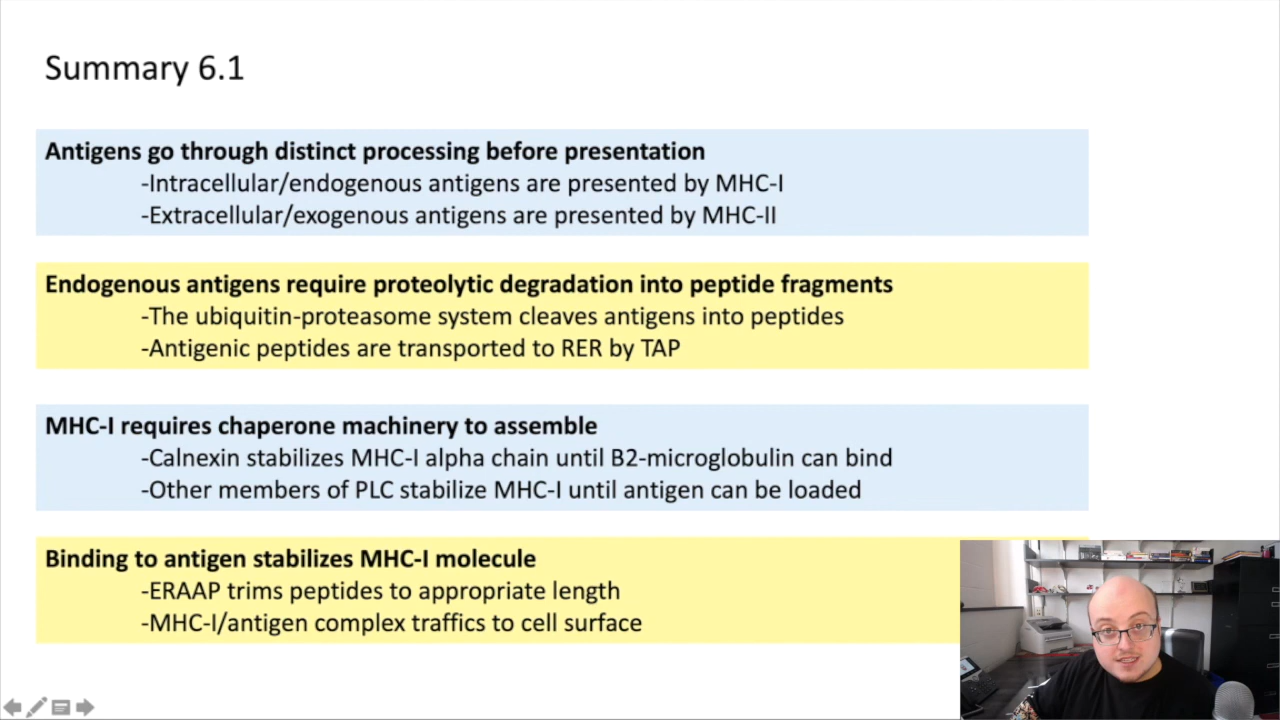 Summary 6.1
Antigens go through distinct processing before presentation
-Intracellular/endogenous antigens are presented by MHC-I
-Extracellular/exogenous antigens are presented by MHC-II
Endogenous antigens require proteolytic degradation into peptide fragments
-The ubiquitin-proteasome system cleaves antigens into peptides
-Antigenic peptides are transported to RER by TAP
MHC-I requires chaperone machinery to assemble
-Calnexin stabilizes MHC-I alpha chain until B2-microglobulin can bind
-Other members of PLC stabilize MHC-I until antigen can be loaded
Binding to antigen stabilizes MHC-I molecule
-ERAAP trims peptides to appropriate length
-MHC-I/antigen complex traffics to cell surface